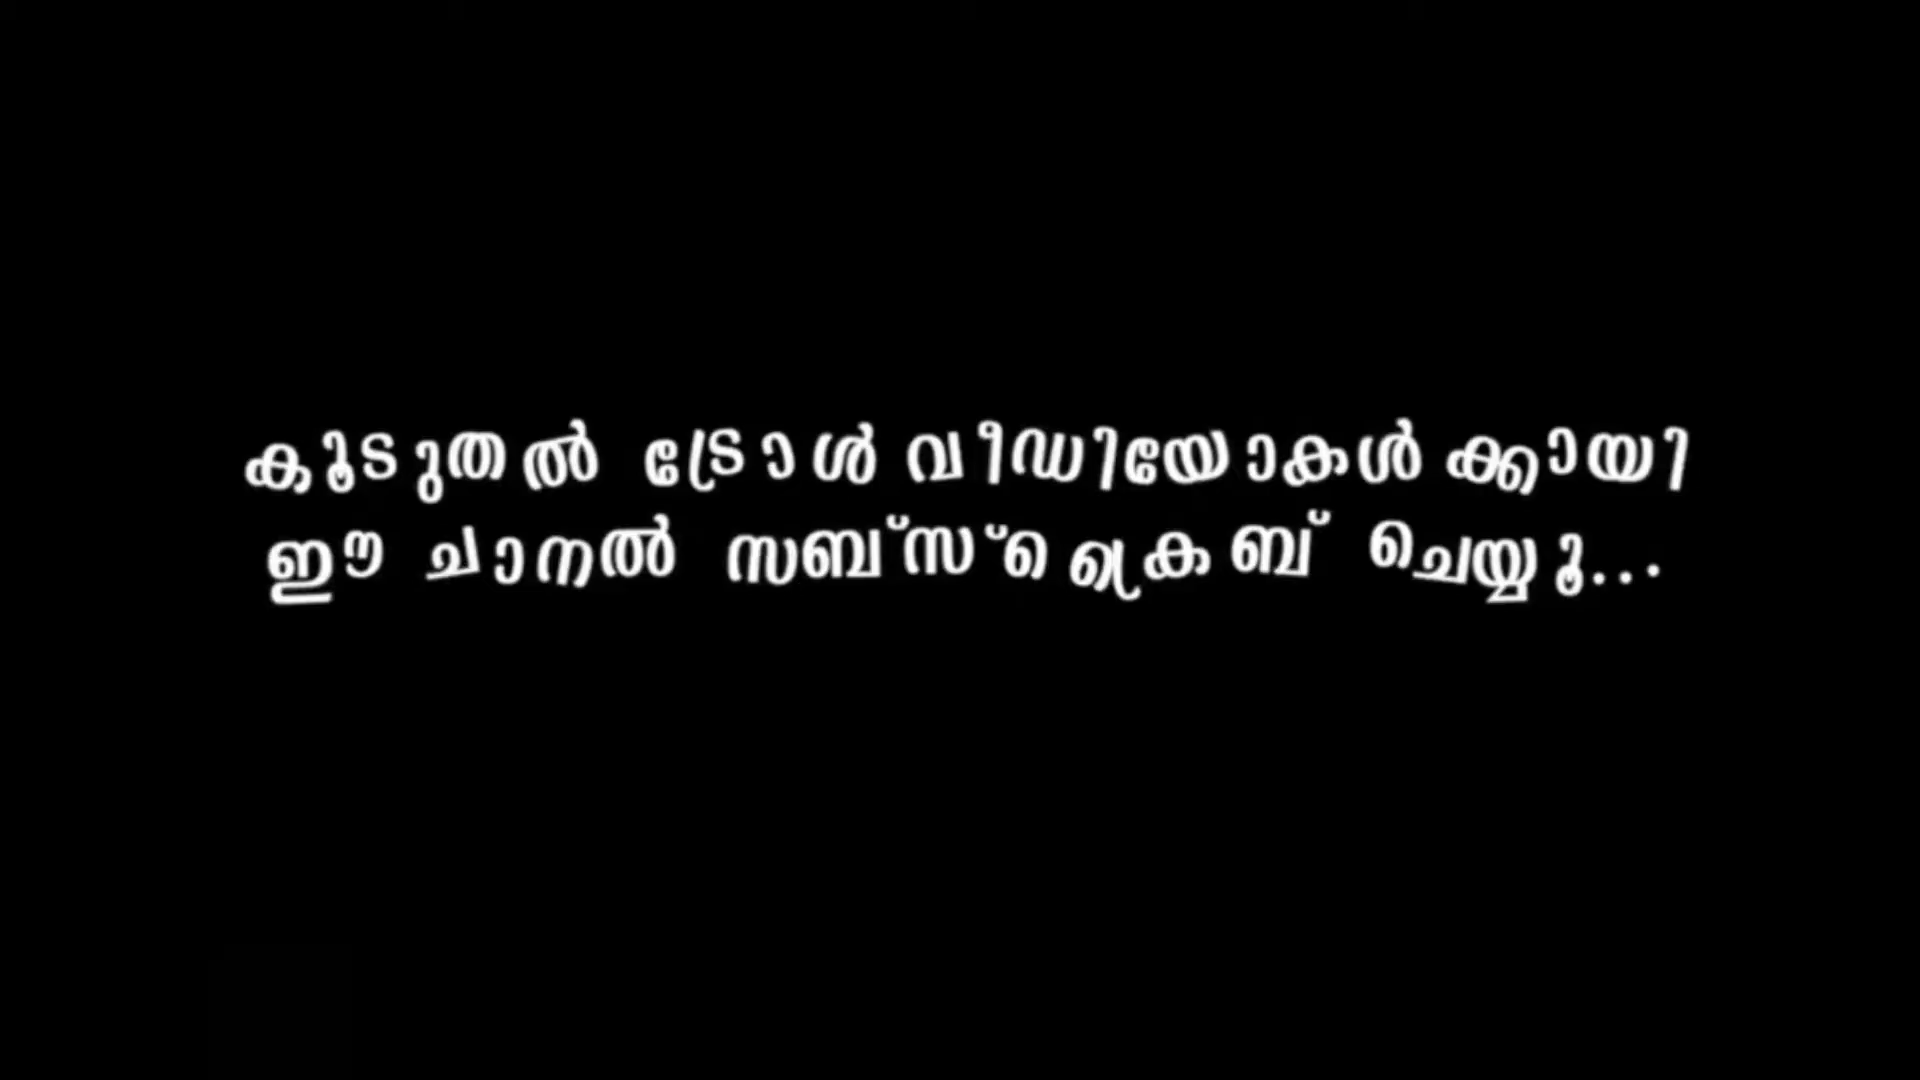 കൂടുതൽ ട്രോൾ വീഡിയോകൾക്കായി
ഈ ചാനൽ സബ്സ്ക്രൈബ് ചെയ്യൂ...